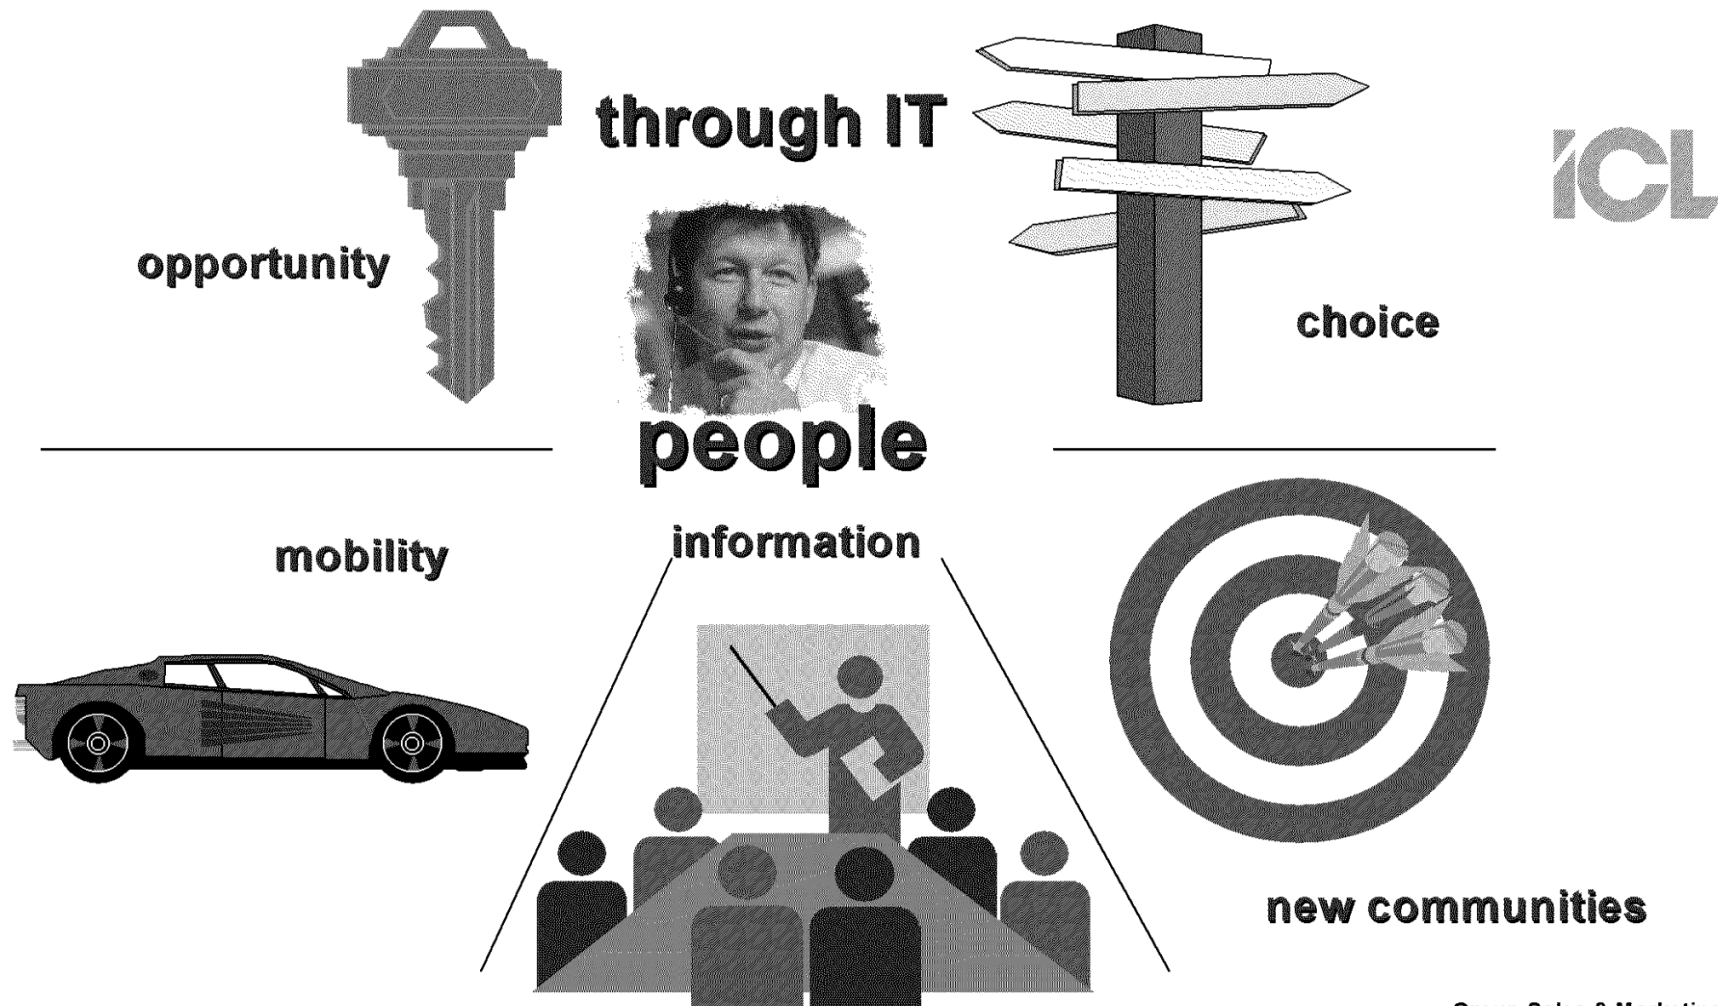 through IT
ICL
opportunity
choice
people
mobility
information
new communities